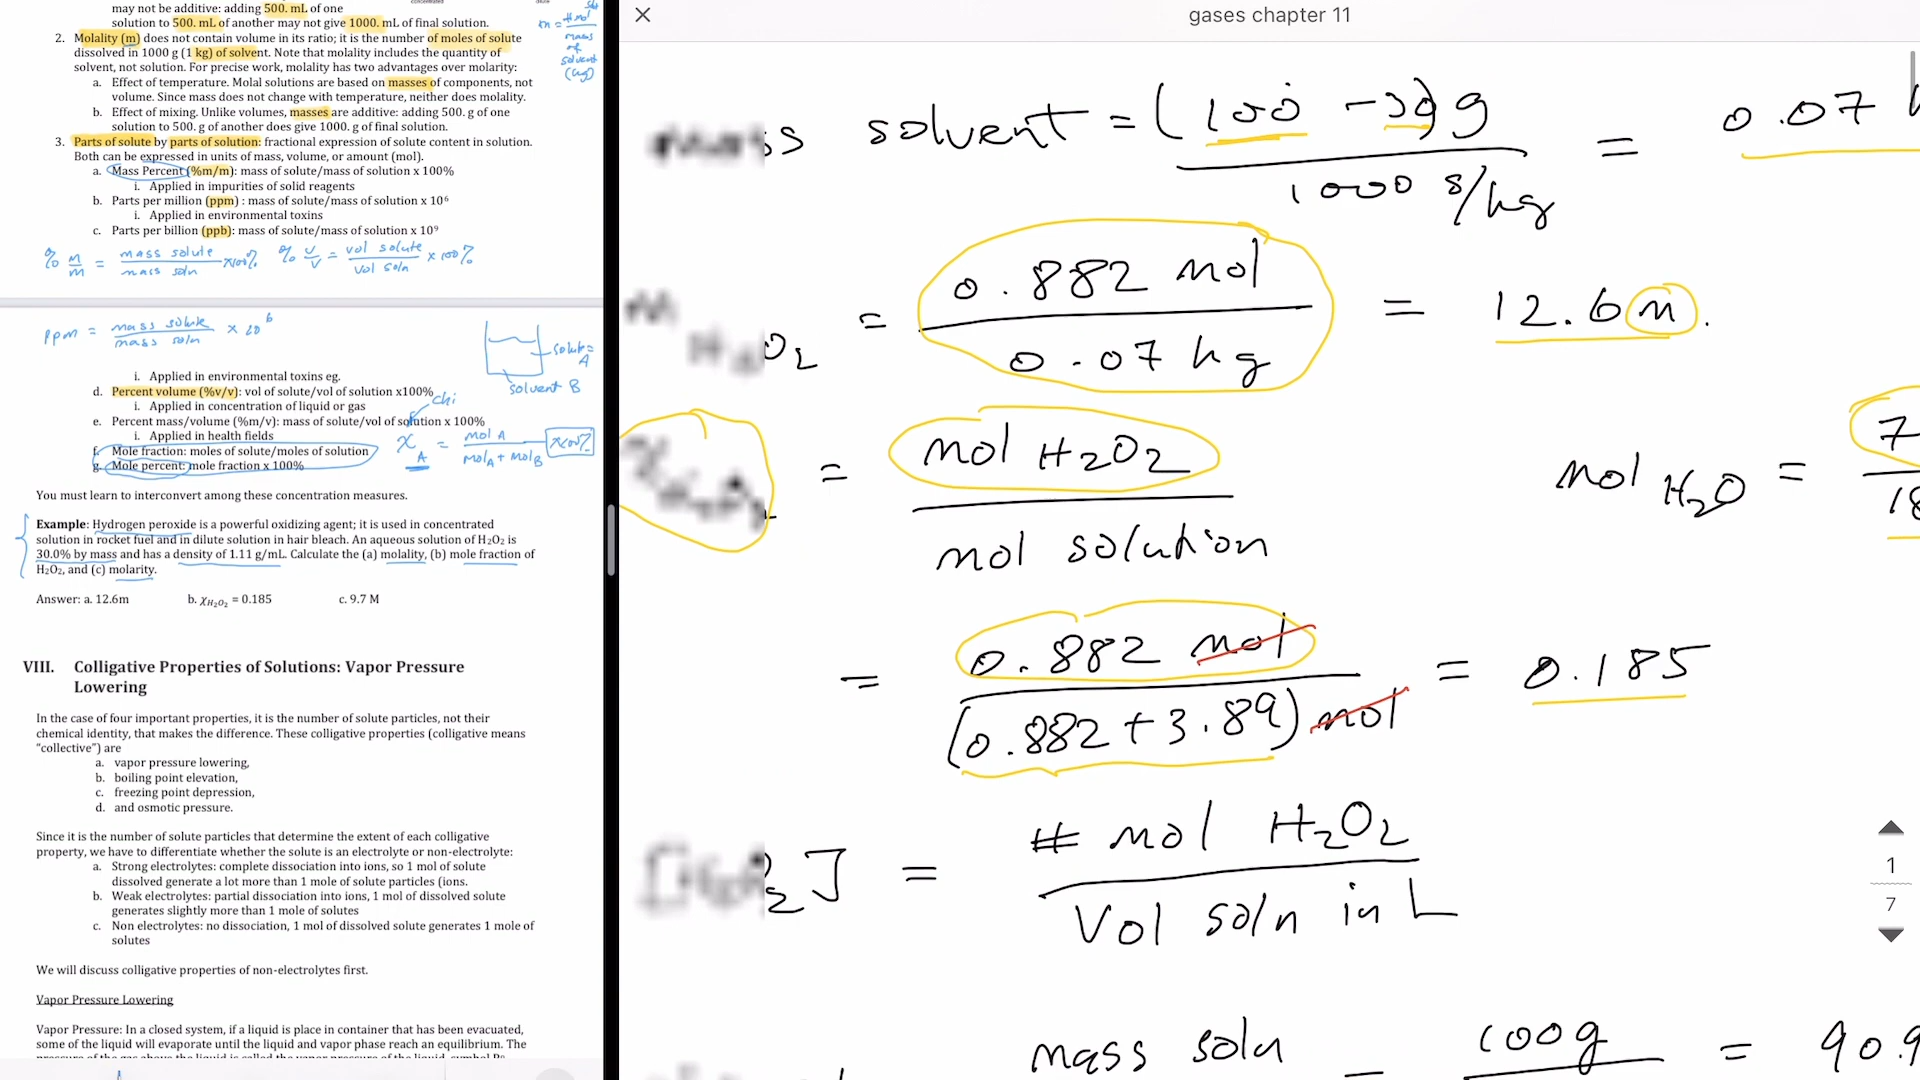 may not be additive: adding 500. mL of one
solution to 500. mL of another may not give 1000. mL of final solution.
m = # mol
mass
of
solvent
(kg)
2. Molality (m) does not contain volume in its ratio; it is the number of moles of solute
dissolved in 1000 g (1 kg) of solvent. Note that molality includes the quantity of
solvent, not solution. For precise work, molality has two advantages over molarity:
a. Effect of temperature. Molal solutions are based on masses of components, not
volume. Since mass does not change with temperature, neither does molality.
b. Effect of mixing. Unlike volumes, masses are additive: adding 500. g of one
solution to 500. g of another does give 1000. g of final solution.
3. Parts of solute by parts of solution: fractional expression of solute content in solution.
Both can be expressed in units of mass, volume, or amount (mol).
a. Mass Percent (%m/m): mass of solute/mass of solution x 100%
i. Applied in impurities of solid reagents
b. Parts per million (ppm) : mass of solute/mass of solution x 10⁶
i. Applied in environmental toxins
c. Parts per billion (ppb): mass of solute/mass of solution x 10⁹
% m/m = mass solute / mass soln x100% % v/v = vol solute / vol soln x 100%
ppm = mass solute / mass soln x 10⁶
solute A
solvent B
i. Applied in environmental toxins eg.
d. Percent volume (%v/v): vol of solute/vol of solution x100%
chi
i. Applied in concentration of liquid or gas
e. Percent mass/volume (%m/v): mass of solute/vol of solution x 100%
i. Applied in health fields
f. Mole fraction: moles of solute/moles of solution
g. Mole percent: mole fraction x 100%
χ_A = mol A / mol_A + mol_B x100%
You must learn to interconvert among these concentration measures.
Example: Hydrogen peroxide is a powerful oxidizing agent; it is used in concentrated
solution in rocket fuel and in dilute solution in hair bleach. An aqueous solution of H₂O₂ is
30.0% by mass and has a density of 1.11 g/mL. Calculate the (a) molality, (b) mole fraction of
H₂O₂, and (c) molarity.
Answer: a. 12.6m b. χ_H₂O₂ = 0.185 c. 9.7 M
VIII. Colligative Properties of Solutions: Vapor Pressure
Lowering
In the case of four important properties, it is the number of solute particles, not their
chemical identity, that makes the difference. These colligative properties (colligative means
"collective") are
a. vapor pressure lowering,
b. boiling point elevation,
c. freezing point depression,
d. and osmotic pressure.
Since it is the number of solute particles that determine the extent of each colligative
property, we have to differentiate whether the solute is an electrolyte or non-electrolyte:
a. Strong electrolytes: complete dissociation into ions, so 1 mol of solute
dissolved generate a lot more than 1 mole of solute particles (ions.
b. Weak electrolytes: partial dissociation into ions, 1 mol of dissolved solute
generates slightly more than 1 mole of solutes
c. Non electrolytes: no dissociation, 1 mol of dissolved solute generates 1 mole of
solutes
We will discuss colligative properties of non-electrolytes first.
Vapor Pressure Lowering
Vapor Pressure: In a closed system, if a liquid is place in container that has been evacuated,
some of the liquid will evaporate until the liquid and vapor phase reach an equilibrium. The
gases chapter 11
solvent = (100 - 30)g = 0.07
1000 g/kg
0.882 mol
= = 12.6 m.
0.07 kg
mol H₂O₂
=
mol solution
mol H₂O = 7
18
0.882 mol
= = 0.185
(0.882 + 3.89) mol
# mol H₂O₂
=
Vol soln in L
mass soln = 100g = 90.9
1
7